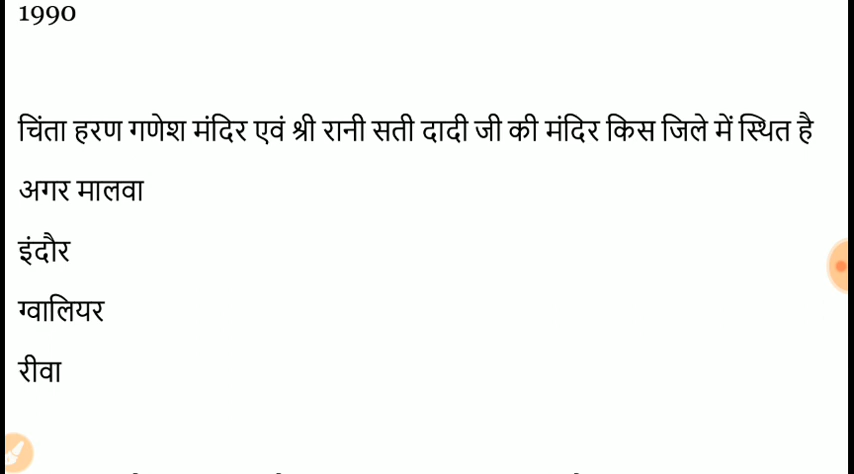 1990
चिंता हरण गणेश मंदिर एवं श्री रानी सती दादी जी की मंदिर किस जिले में स्थित है
अगर मालवा
इंदौर
ग्वालियर
रीवा